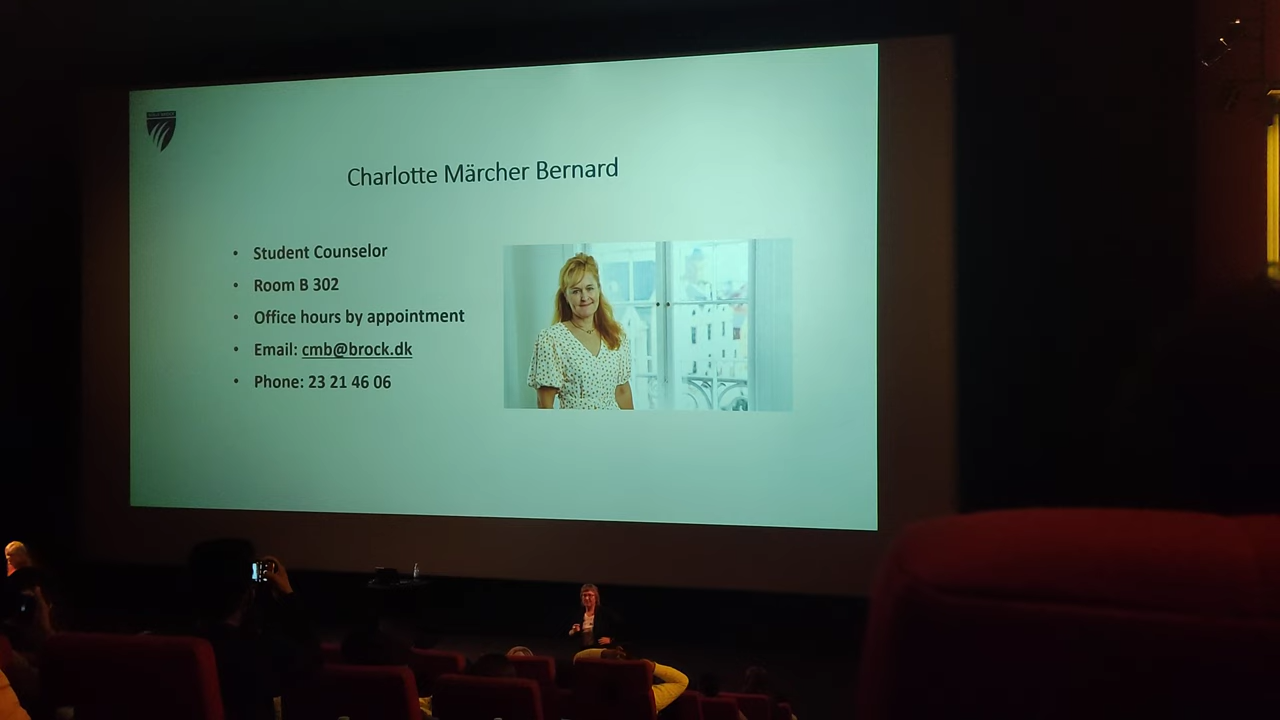 Charlotte Märcher Bernard
• Student Counselor
• Room B 302
• Office hours by appointment
• Email: cmb@brock.dk
• Phone: 23 21 46 06